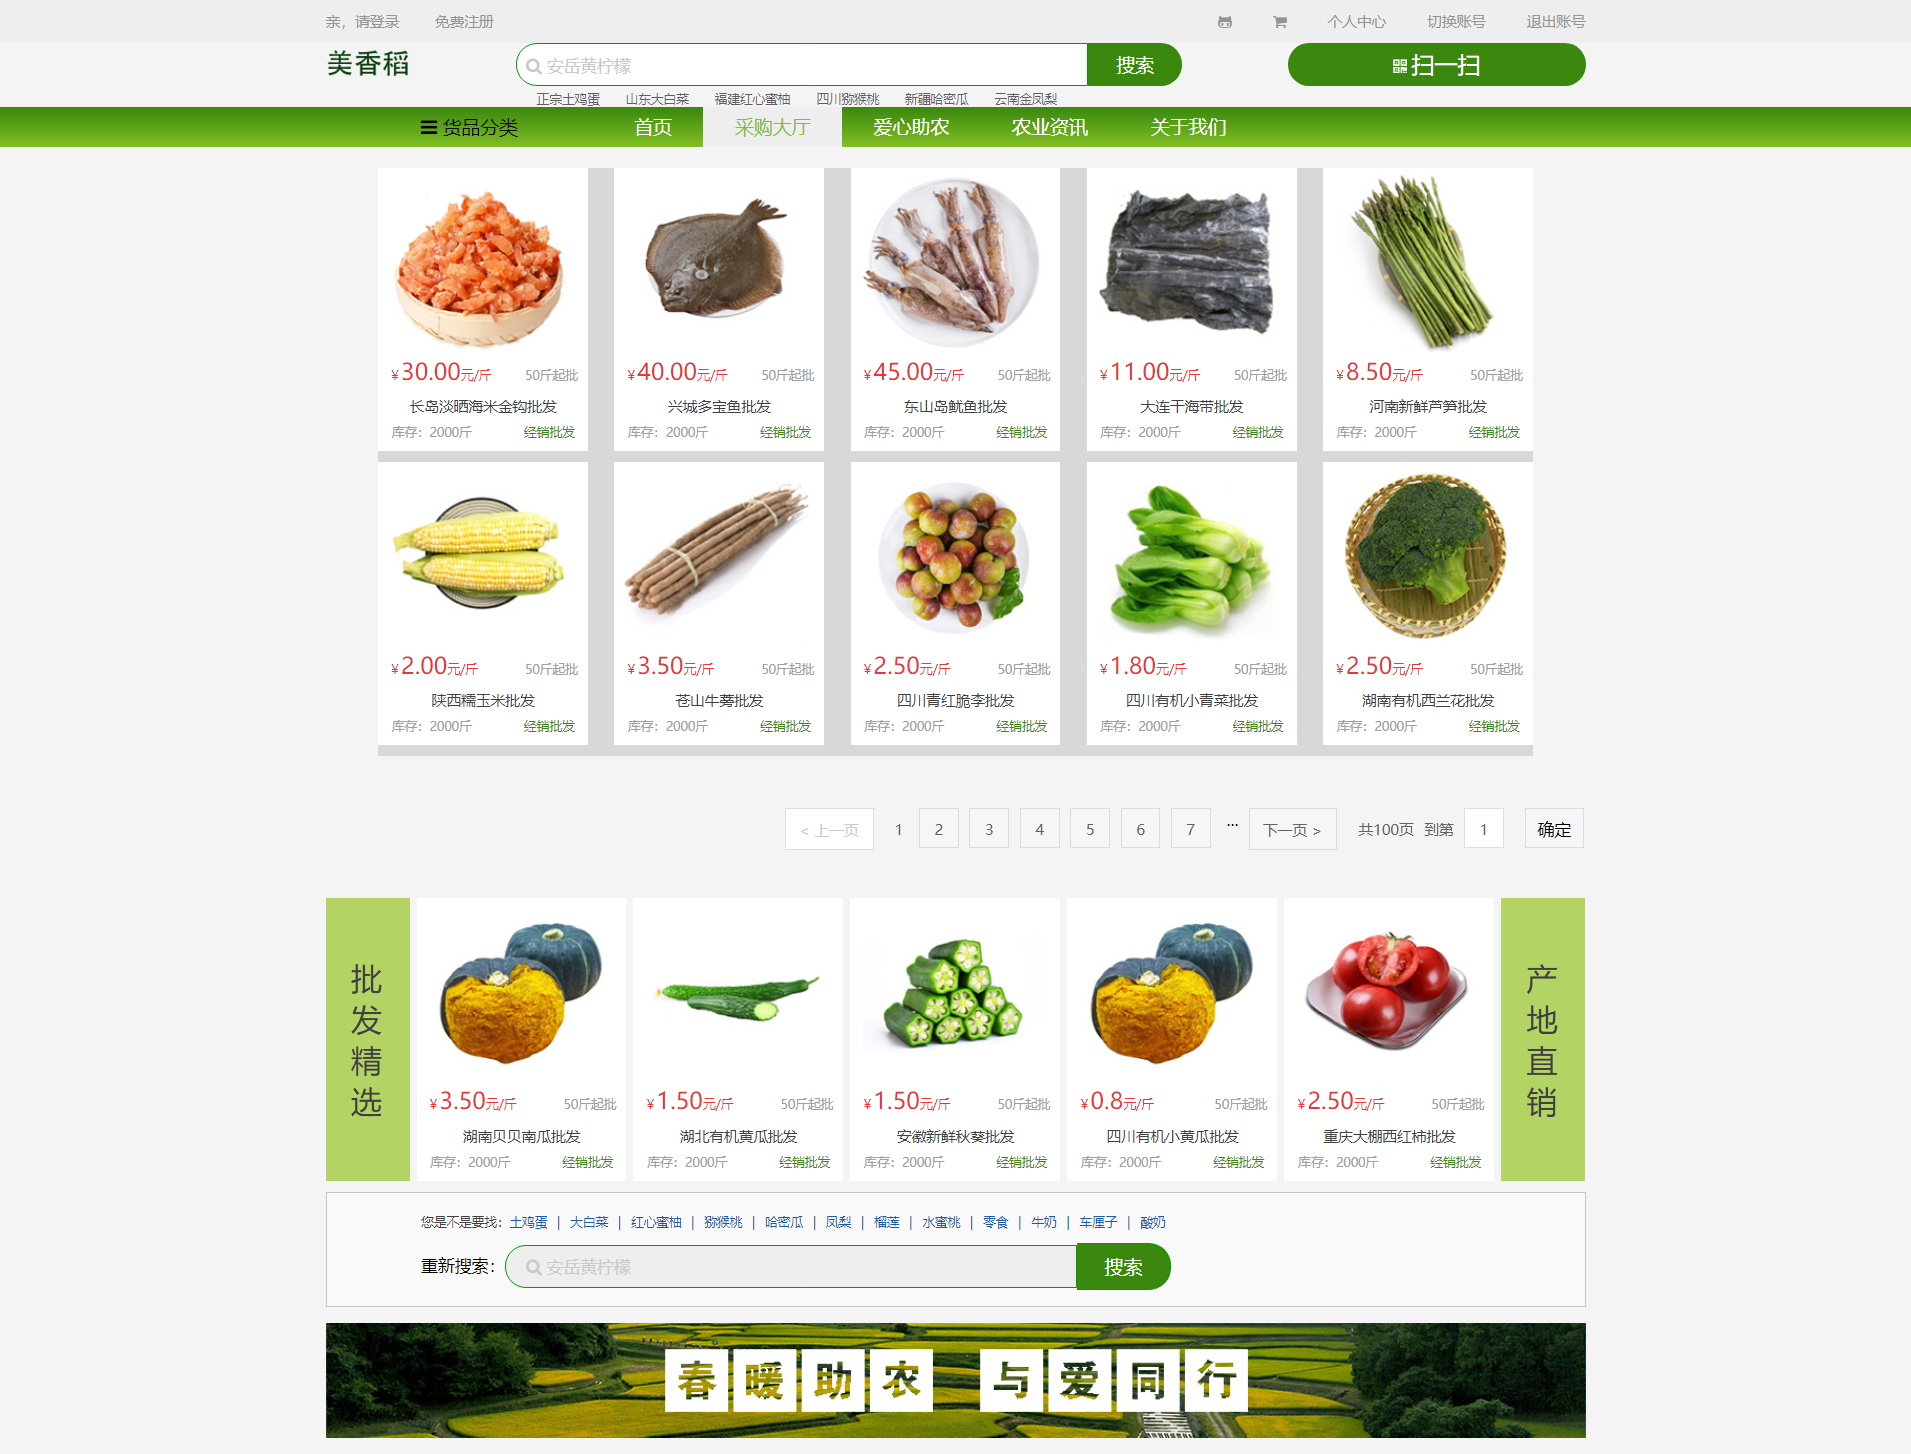 亲，请登录 免费注册 个人中心 切换账号 退出账号
美香稻 安岳黄柠檬 搜索 扫一扫
正宗土鸡蛋 山东大白菜 福建红心蜜柚 四川猕猴桃 新疆哈密瓜 云南金凤梨
货品分类 首页 采购大厅 爱心助农 农业资讯 关于我们
¥30.00元/斤 50斤起批 ¥40.00元/斤 50斤起批 ¥45.00元/斤 50斤起批 ¥11.00元/斤 50斤起批 ¥8.50元/斤 50斤起批
长岛淡晒海米金钩批发 兴城多宝鱼批发 东山岛鱿鱼批发 大连干海带批发 河南新鲜芦笋批发
库存：2000斤 经销批发 库存：2000斤 经销批发 库存：2000斤 经销批发 库存：2000斤 经销批发 库存：2000斤 经销批发
¥2.00元/斤 50斤起批 ¥3.50元/斤 50斤起批 ¥2.50元/斤 50斤起批 ¥1.80元/斤 50斤起批 ¥2.50元/斤 50斤起批
陕西糯玉米批发 苍山牛蒡批发 四川青红脆李批发 四川有机小青菜批发 湖南有机西兰花批发
库存：2000斤 经销批发 库存：2000斤 经销批发 库存：2000斤 经销批发 库存：2000斤 经销批发 库存：2000斤 经销批发
< 上一页 1 2 3 4 5 6 7 ... 下一页 > 共100页 到第 1 确定
批发精选
¥3.50元/斤 50斤起批 ¥1.50元/斤 50斤起批 ¥1.50元/斤 50斤起批 ¥0.8元/斤 50斤起批 ¥2.50元/斤 50斤起批
湖南贝贝南瓜批发 湖北有机黄瓜批发 安徽新鲜秋葵批发 四川有机小黄瓜批发 重庆大棚西红柿批发
库存：2000斤 经销批发 库存：2000斤 经销批发 库存：2000斤 经销批发 库存：2000斤 经销批发 库存：2000斤 经销批发
产地直销
您是不是要找：土鸡蛋 | 大白菜 | 红心蜜柚 | 猕猴桃 | 哈密瓜 | 凤梨 | 榴莲 | 水蜜桃 | 零食 | 牛奶 | 车厘子 | 酸奶
重新搜索： 安岳黄柠檬 搜索
春暖助农 与爱同行